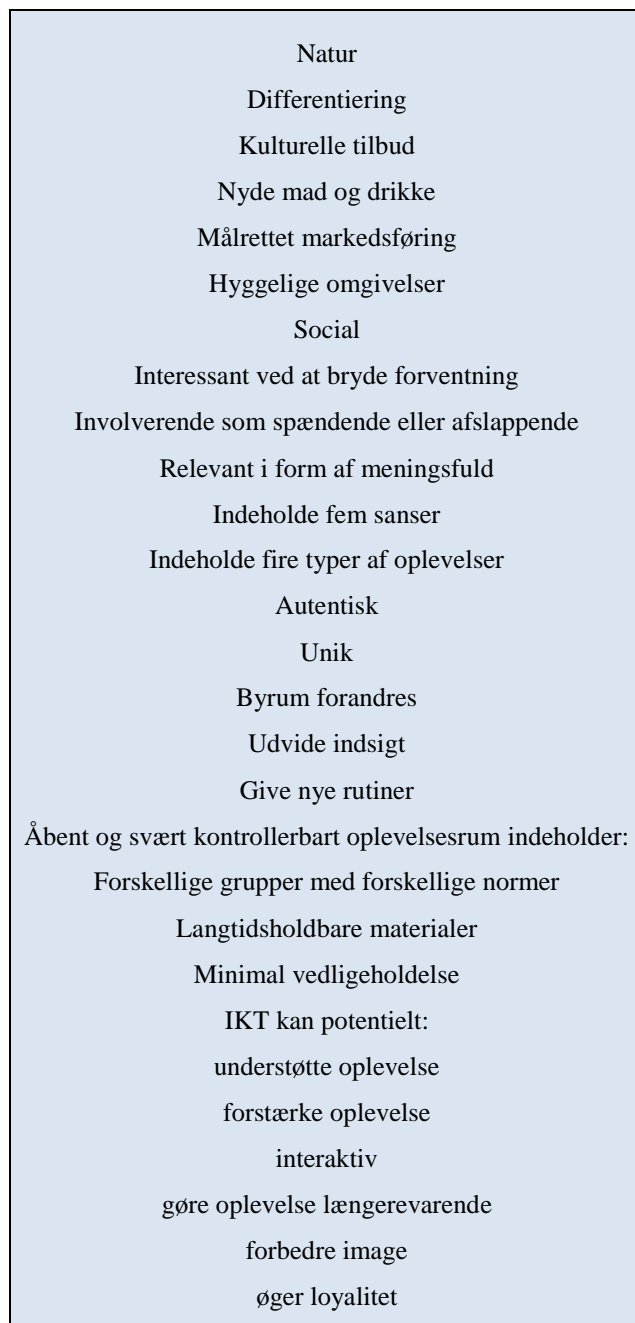 Natur
Differentiering
Kulturelle tilbud
Nyde mad og drikke
Målrettet markedsføring
Hyggelige omgivelser
Social
Interessant ved at bryde forventning
Involverende som spændende eller afslappende
Relevant i form af meningsfuld
Indeholde fem sanser
Indeholde fire typer af oplevelser
Autentisk
Unik
Byrum forandres
Udvide indsigt
Give nye rutiner
Åbent og svært kontrollerbart oplevelsesrum indeholder:
Forskellige grupper med forskellige normer
Langtidsholdbare materialer
Minimal vedligeholdelse
IKT kan potentielt:
understøtte oplevelse
forstærke oplevelse
interaktiv
gøre oplevelse længerevarende
forbedre image
øger loyalitet